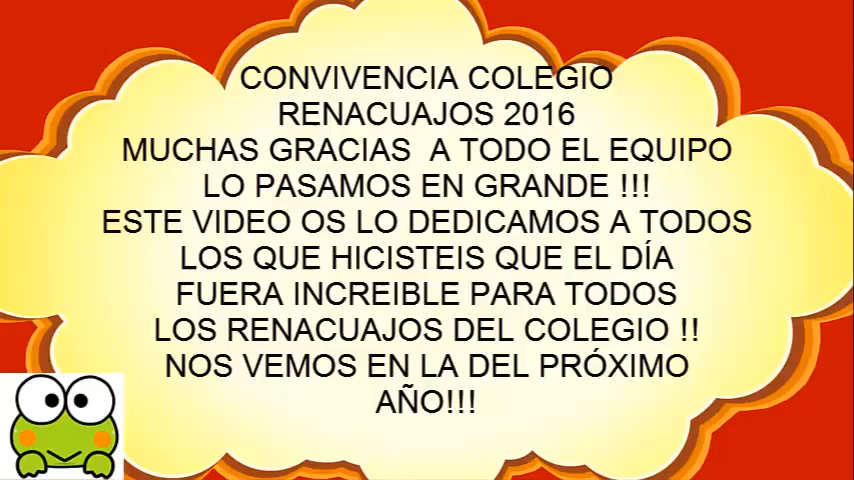 CONVIVENCIA COLEGIO
RENACUAJOS 2016
MUCHAS GRACIAS  A TODO EL EQUIPO
LO PASAMOS EN GRANDE !!!
ESTE VIDEO OS LO DEDICAMOS A TODOS
LOS QUE HICISTEIS QUE EL DÍA
FUERA INCREIBLE PARA TODOS
LOS RENACUAJOS DEL COLEGIO !!
NOS VEMOS EN LA DEL PRÓXIMO
AÑO!!!